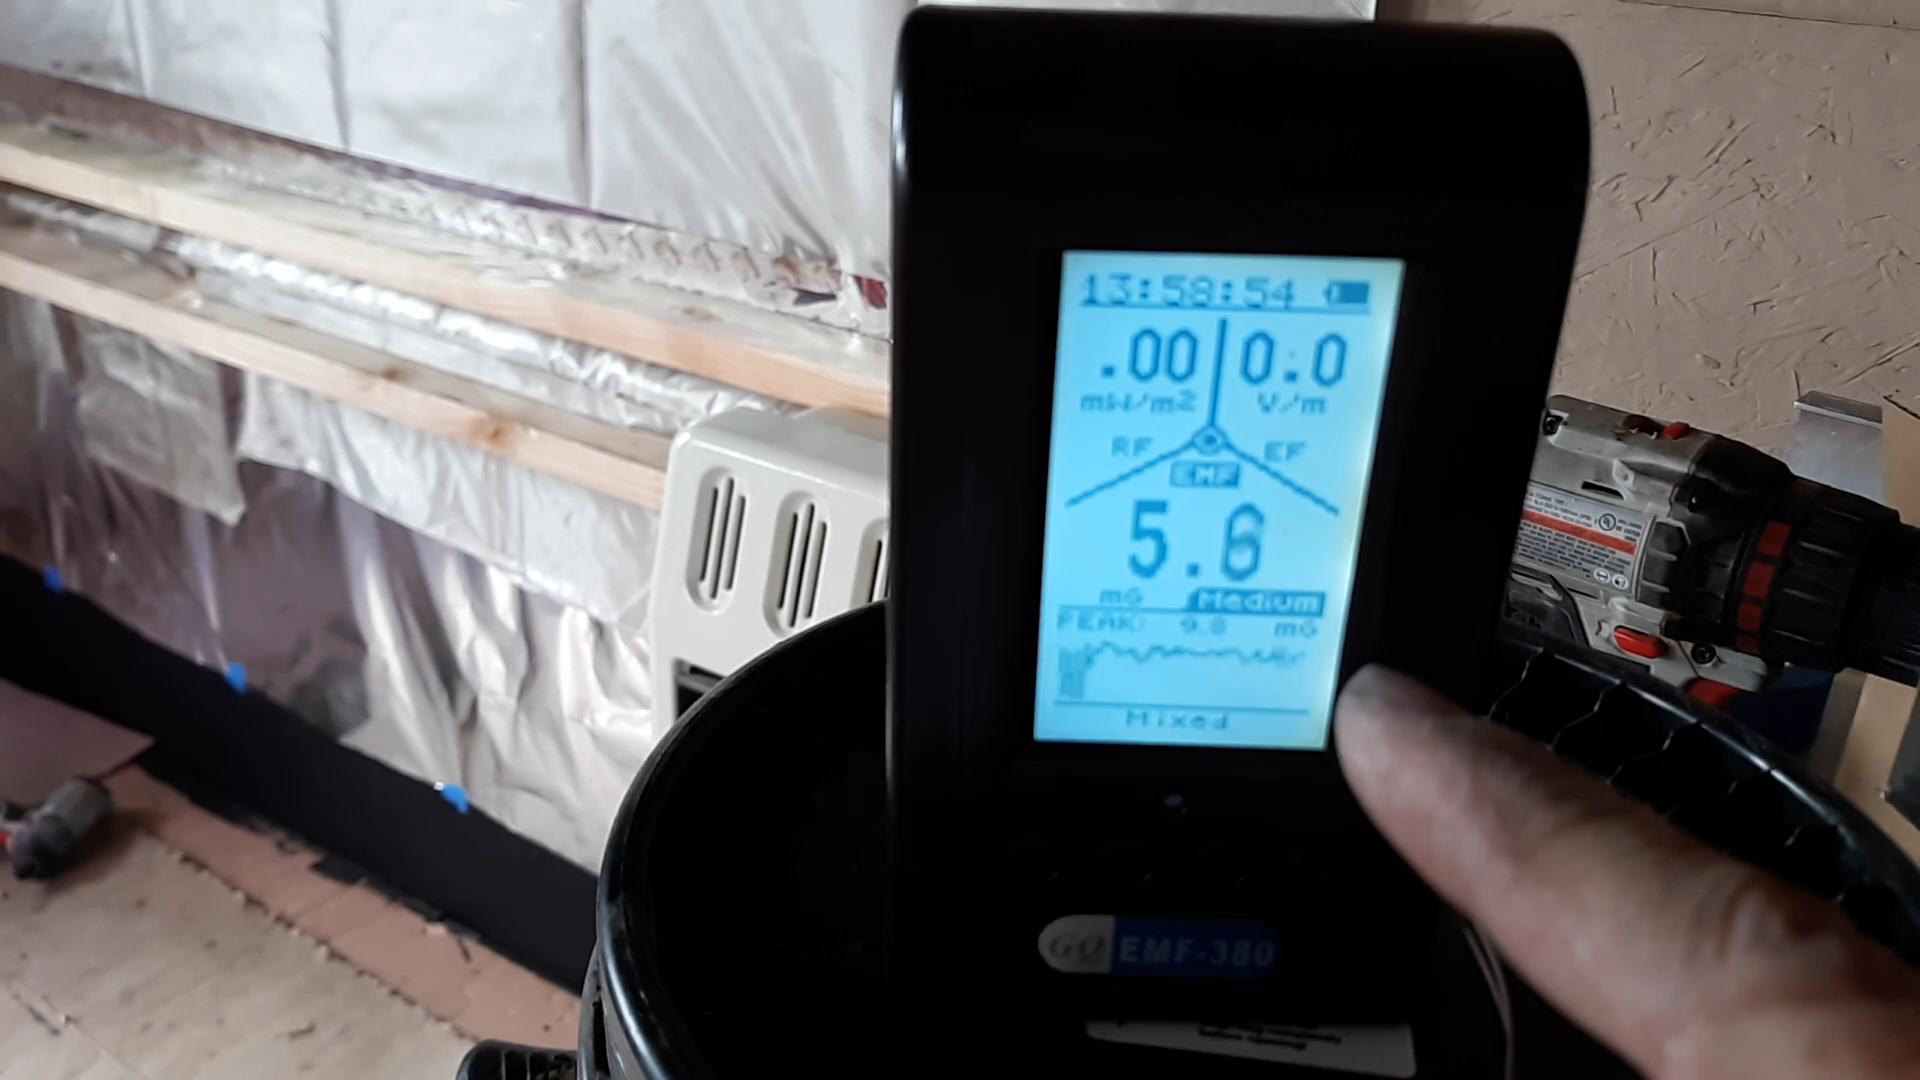 13:58:54
.00 0.0
mW/m2 V/m
RF EF
EMF
5.6
mG Medium
PEAK: 9.8 mG
Mixed
GQ EMF-380